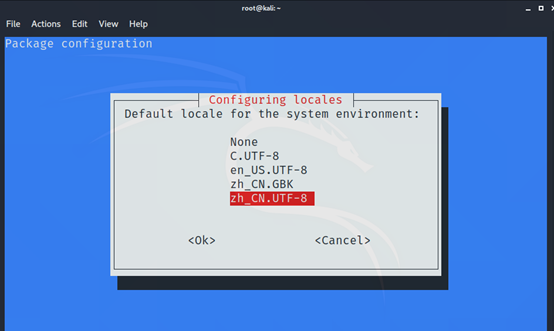 root@kali: ~
File Actions Edit View Help
Package configuration
Configuring locales
Default locale for the system environment:
None
C.UTF-8
en_US.UTF-8
zh_CN.GBK
zh_CN.UTF-8
<Ok> <Cancel>